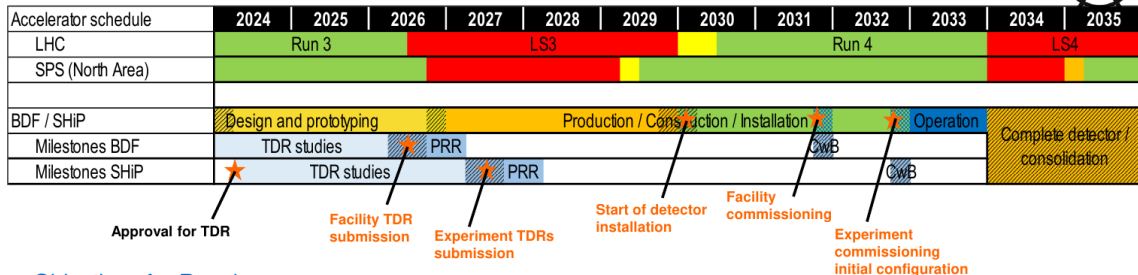 Accelerator schedule 2024 2025 2026 2027 2028 2029 2030 2031 2032 2033 2034 2035
LHC Run 3 LS3 Run 4 LS4
SPS (North Area)
BDF / SHiP Design and prototyping Production / Construction / Installation Operation Complete detector / consolidation
Milestones BDF TDR studies PRR CwB
Milestones SHiP TDR studies PRR CwB
Approval for TDR
Facility TDR submission
Experiment TDRs submission
Start of detector installation
Facility commissioning
Experiment commissioning initial configuration